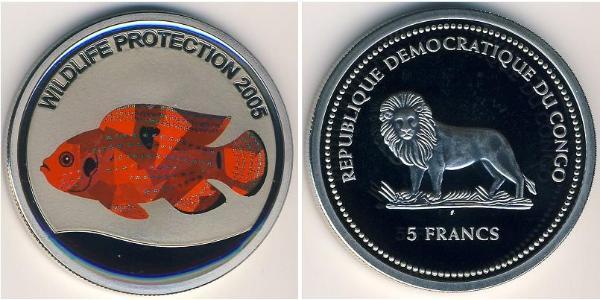 WILDLIFE PROTECTION 2005
REPUBLIQUE DEMOCRATIQUE DU CONGO
5 FRANCS